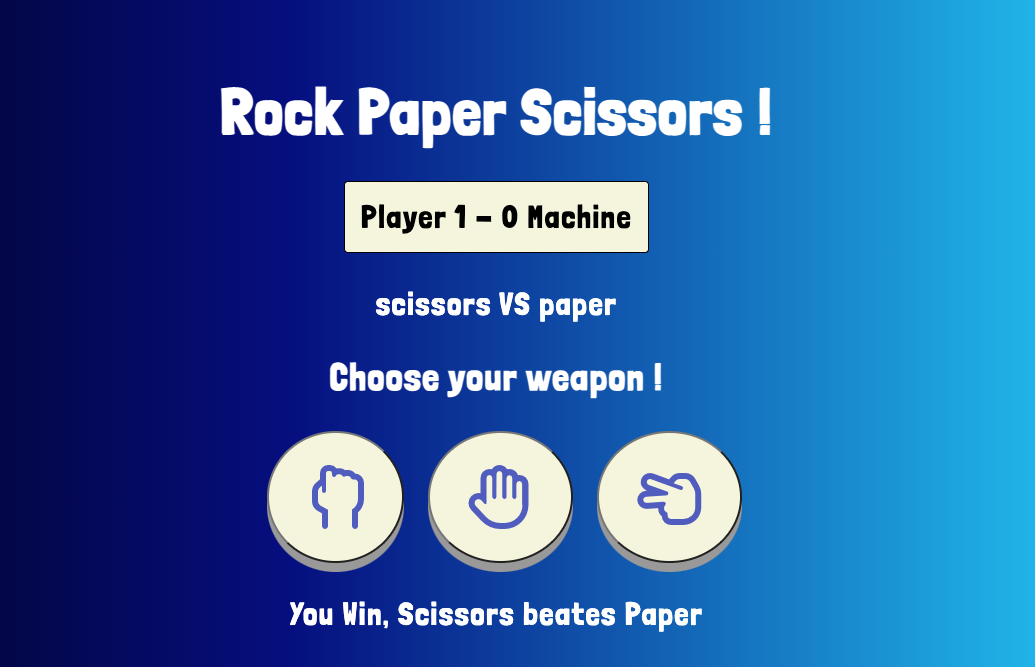 Rock Paper Scissors !
Player 1 - 0 Machine
scissors VS paper
Choose your weapon !
You Win, Scissors beates Paper